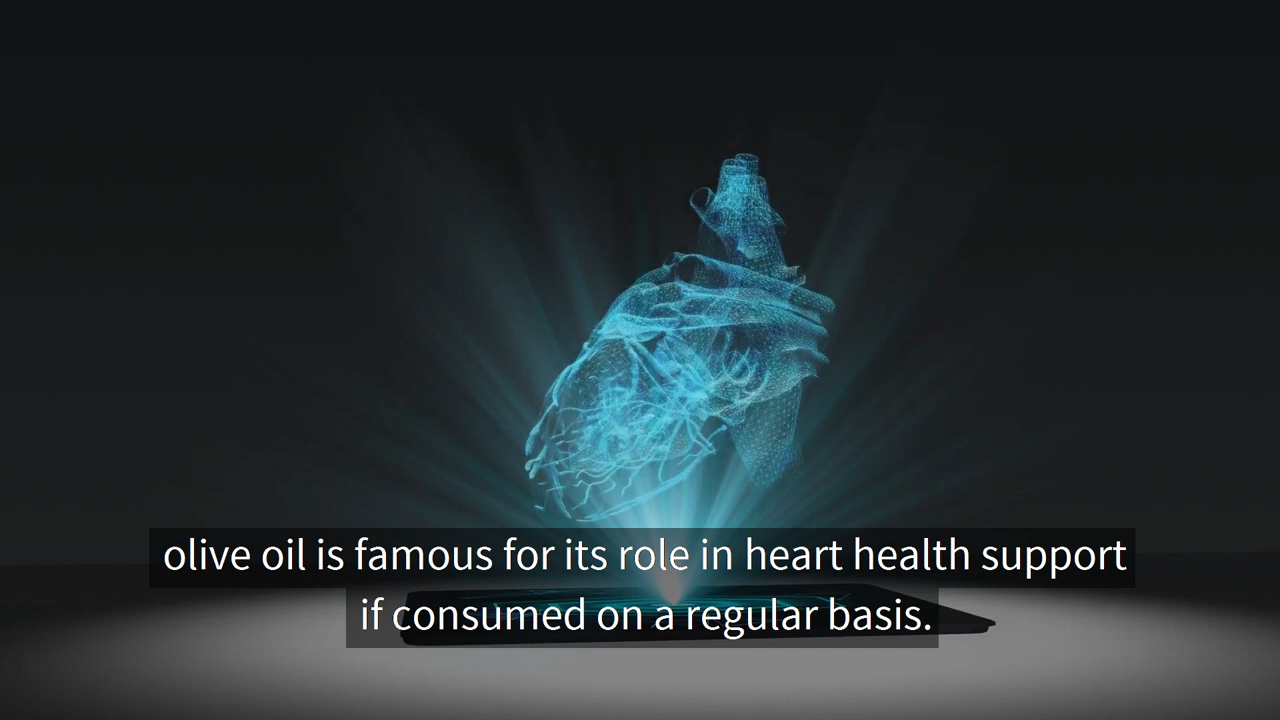 olive oil is famous for its role in heart health support
if consumed on a regular basis.